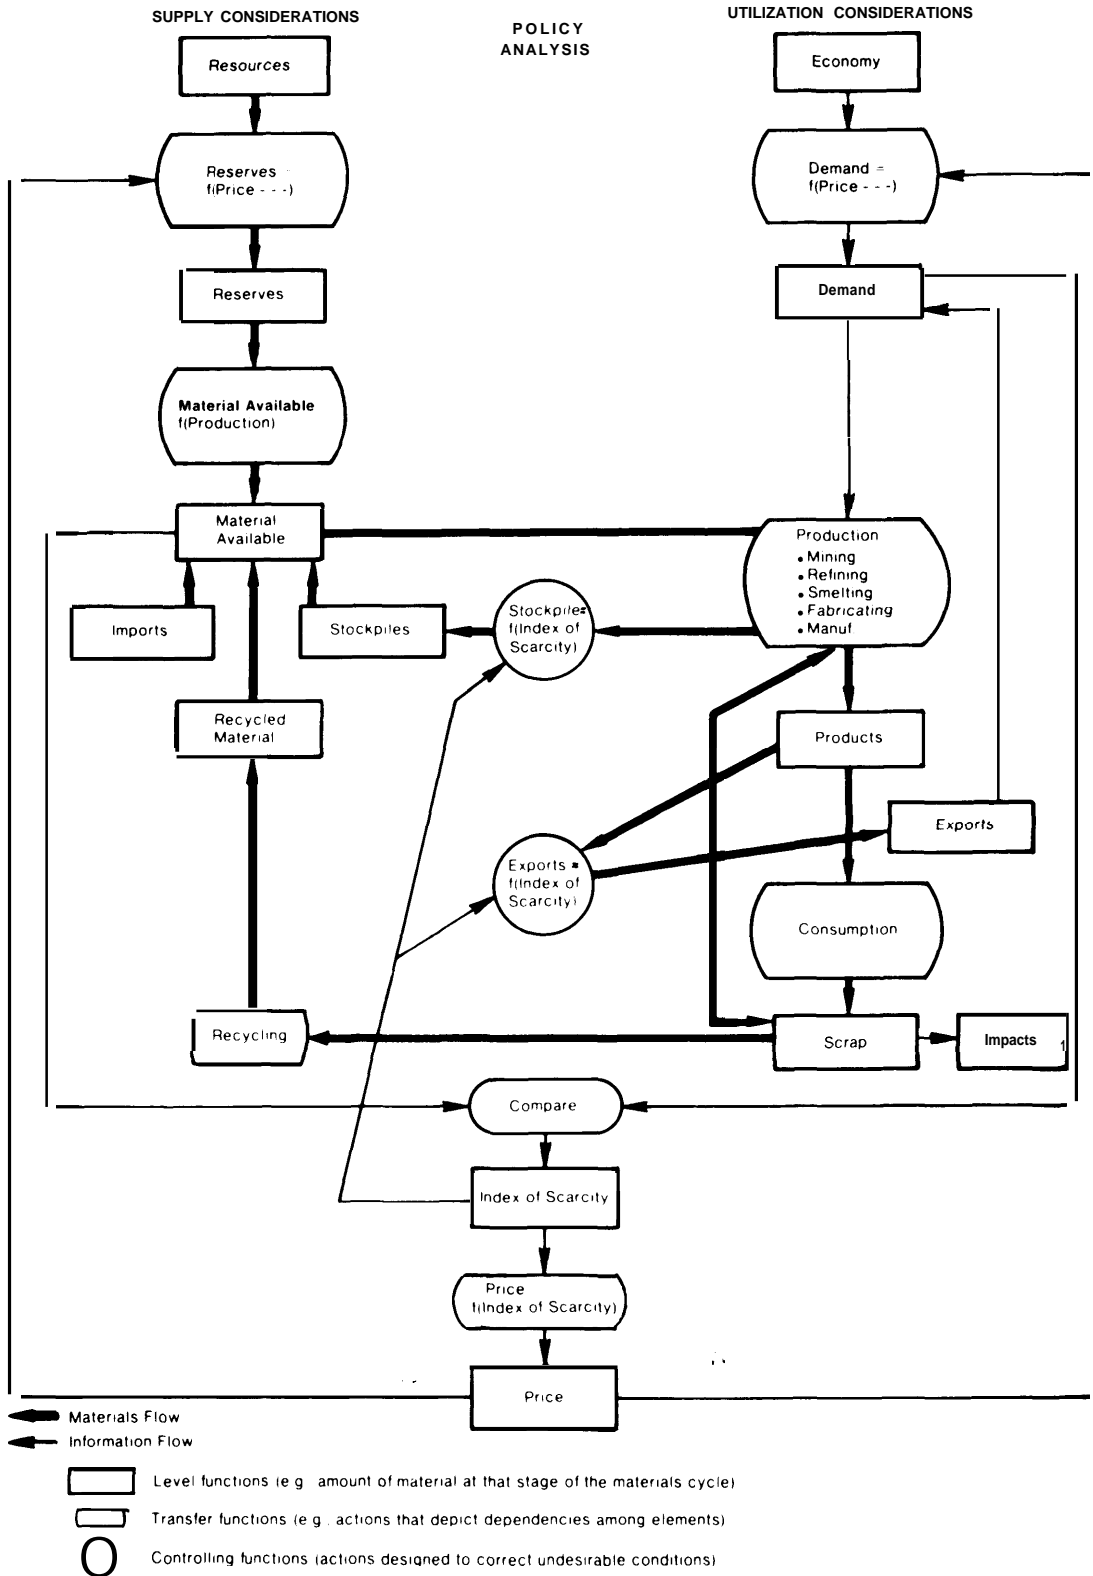 SUPPLY CONSIDERATIONS
POLICY
ANALYSIS
UTILIZATION CONSIDERATIONS
Resources
Economy
Reserves -
f(Price - - -)
Demand =
f(Price - - -)
Reserves
Demand
Material Available
f(Production)
Material
Available
Production
• Mining
• Refining
• Smelting
• Fabricating
• Manuf
Imports
Stockpiles
Stockpile=
f(Index of
Scarcity)
Recycled
Material
Products
Exports
Exports =
f(Index of
Scarcity)
Consumption
Recycling
Scrap
Impacts
1
Compare
Index of Scarcity
Price
f(Index of Scarcity)
Price
Materials Flow
Information Flow
Level functions (e g amount of material at that stage of the materials cycle)
Transfer functions (e g . actions that depict dependencies among elements)
Controlling functions (actions designed to correct undesirable conditions)